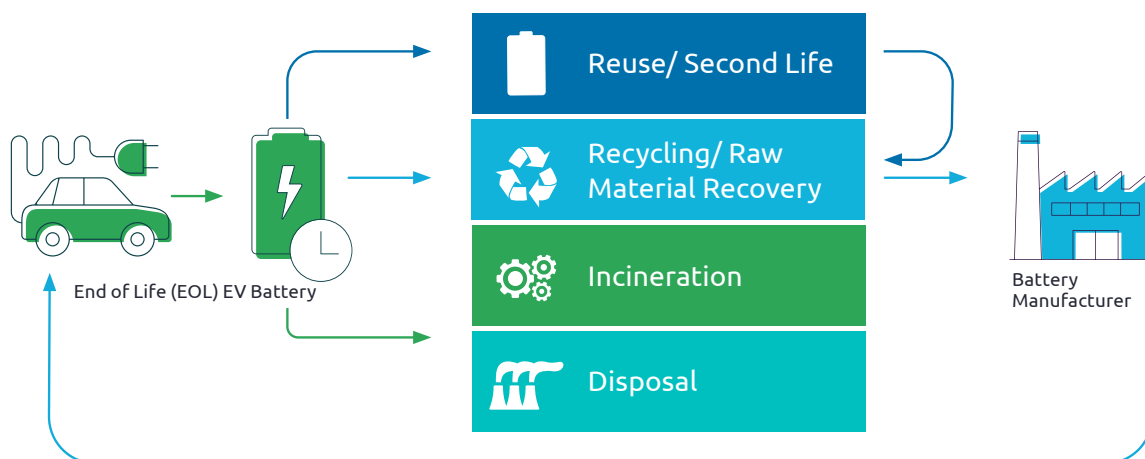 Reuse/ Second Life
Recycling/ Raw
Material Recovery
Incineration
Disposal
End of Life (EOL) EV Battery
Battery
Manufacturer